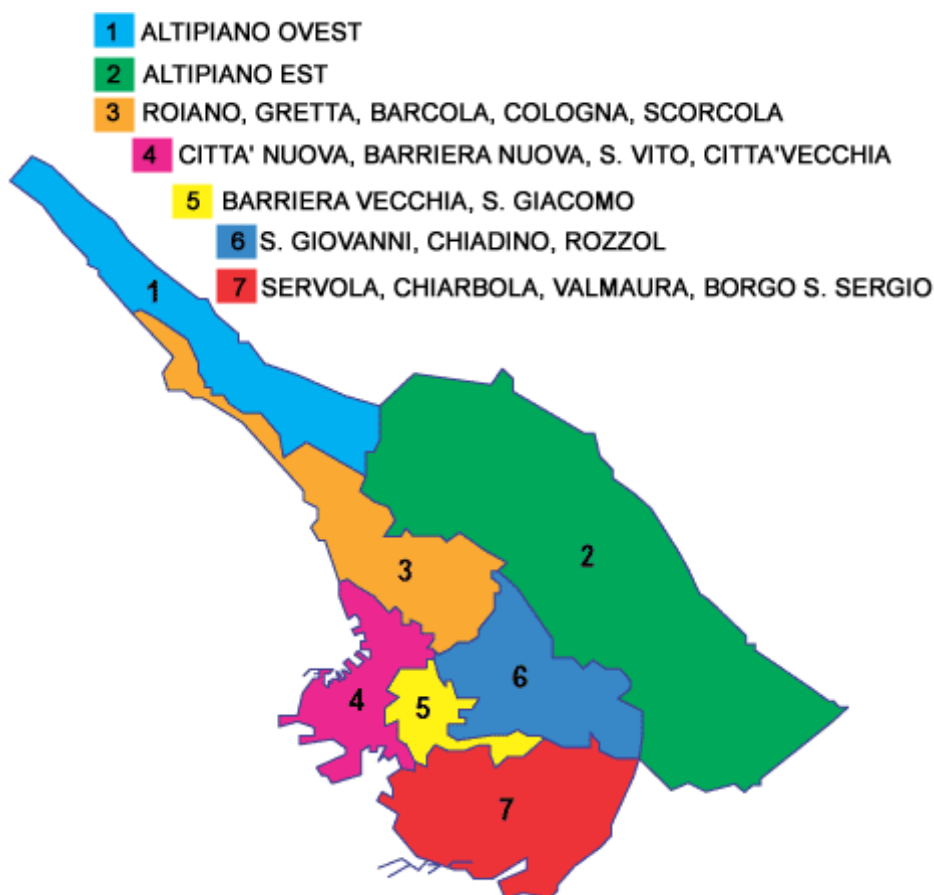 1 ALTIPIANO OVEST
2 ALTIPIANO EST
3 ROIANO, GRETTA, BARCOLA, COLOGNA, SCORCOLA
4 CITTA' NUOVA, BARRIERA NUOVA, S. VITO, CITTA'VECCHIA
5 BARRIERA VECCHIA, S. GIACOMO
6 S. GIOVANNI, CHIADINO, ROZZOL
7 SERVOLA, CHIARBOLA, VALMAURA, BORGO S. SERGIO
1
2
3
6
4
5
7